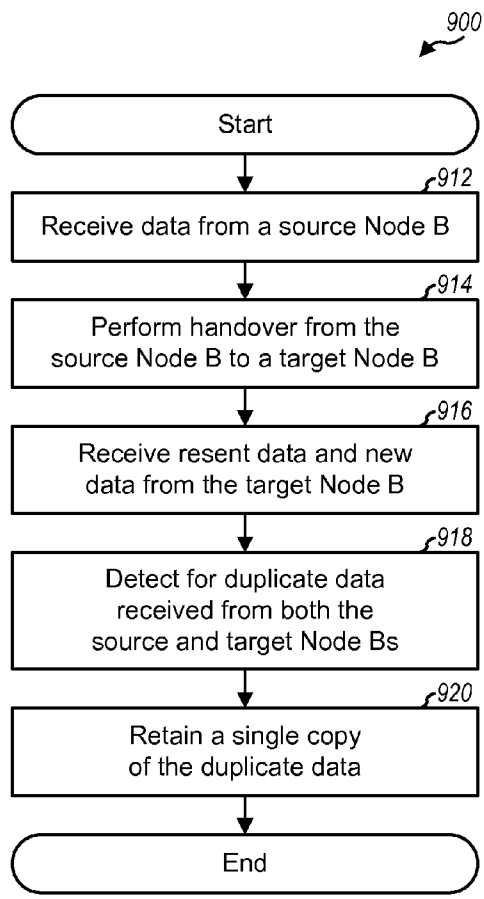 900
Start
912
Receive data from a source Node B
914
Perform handover from the
source Node B to a target Node B
916
Receive resent data and new
data from the target Node B
918
Detect for duplicate data
received from both the
source and target Node Bs
920
Retain a single copy
of the duplicate data
End